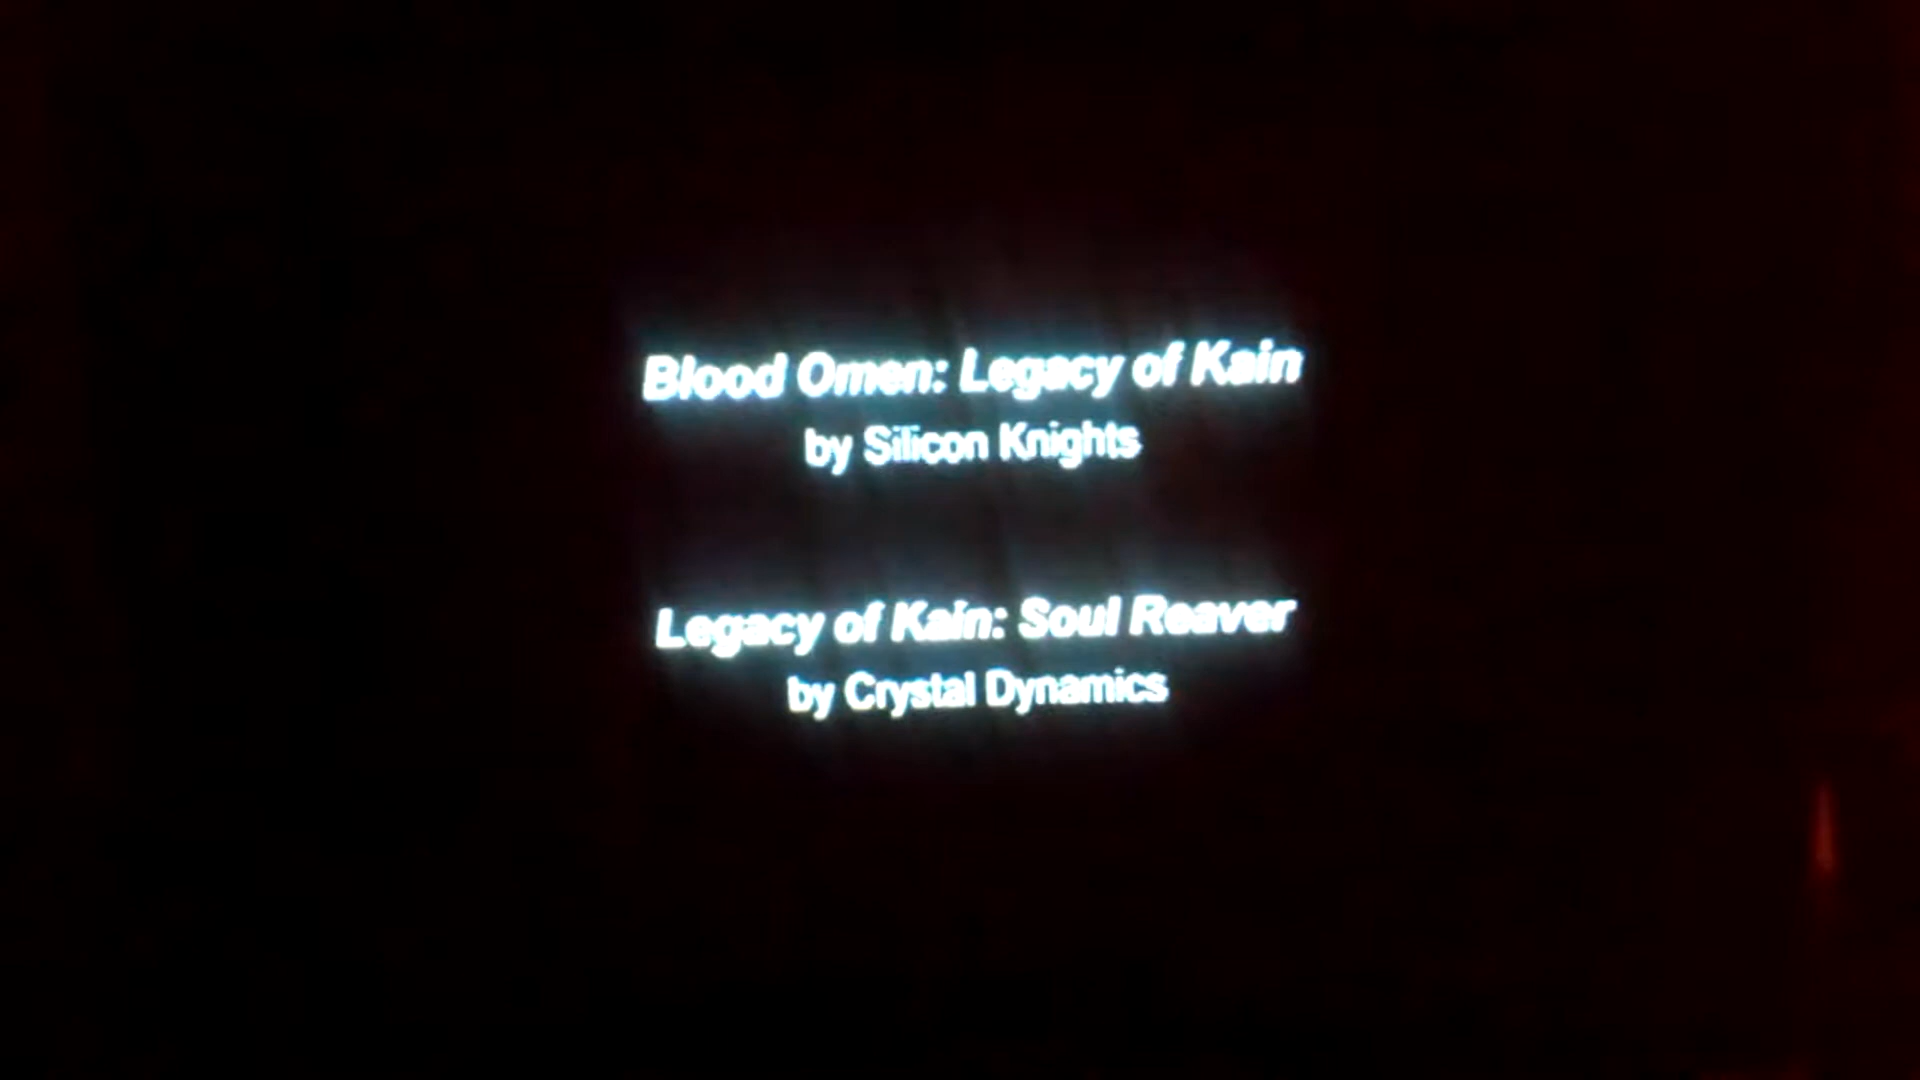 Blood Omen: Legacy of Kain
by Silicon Knights
Legacy of Kain: Soul Reaver
by Crystal Dynamics